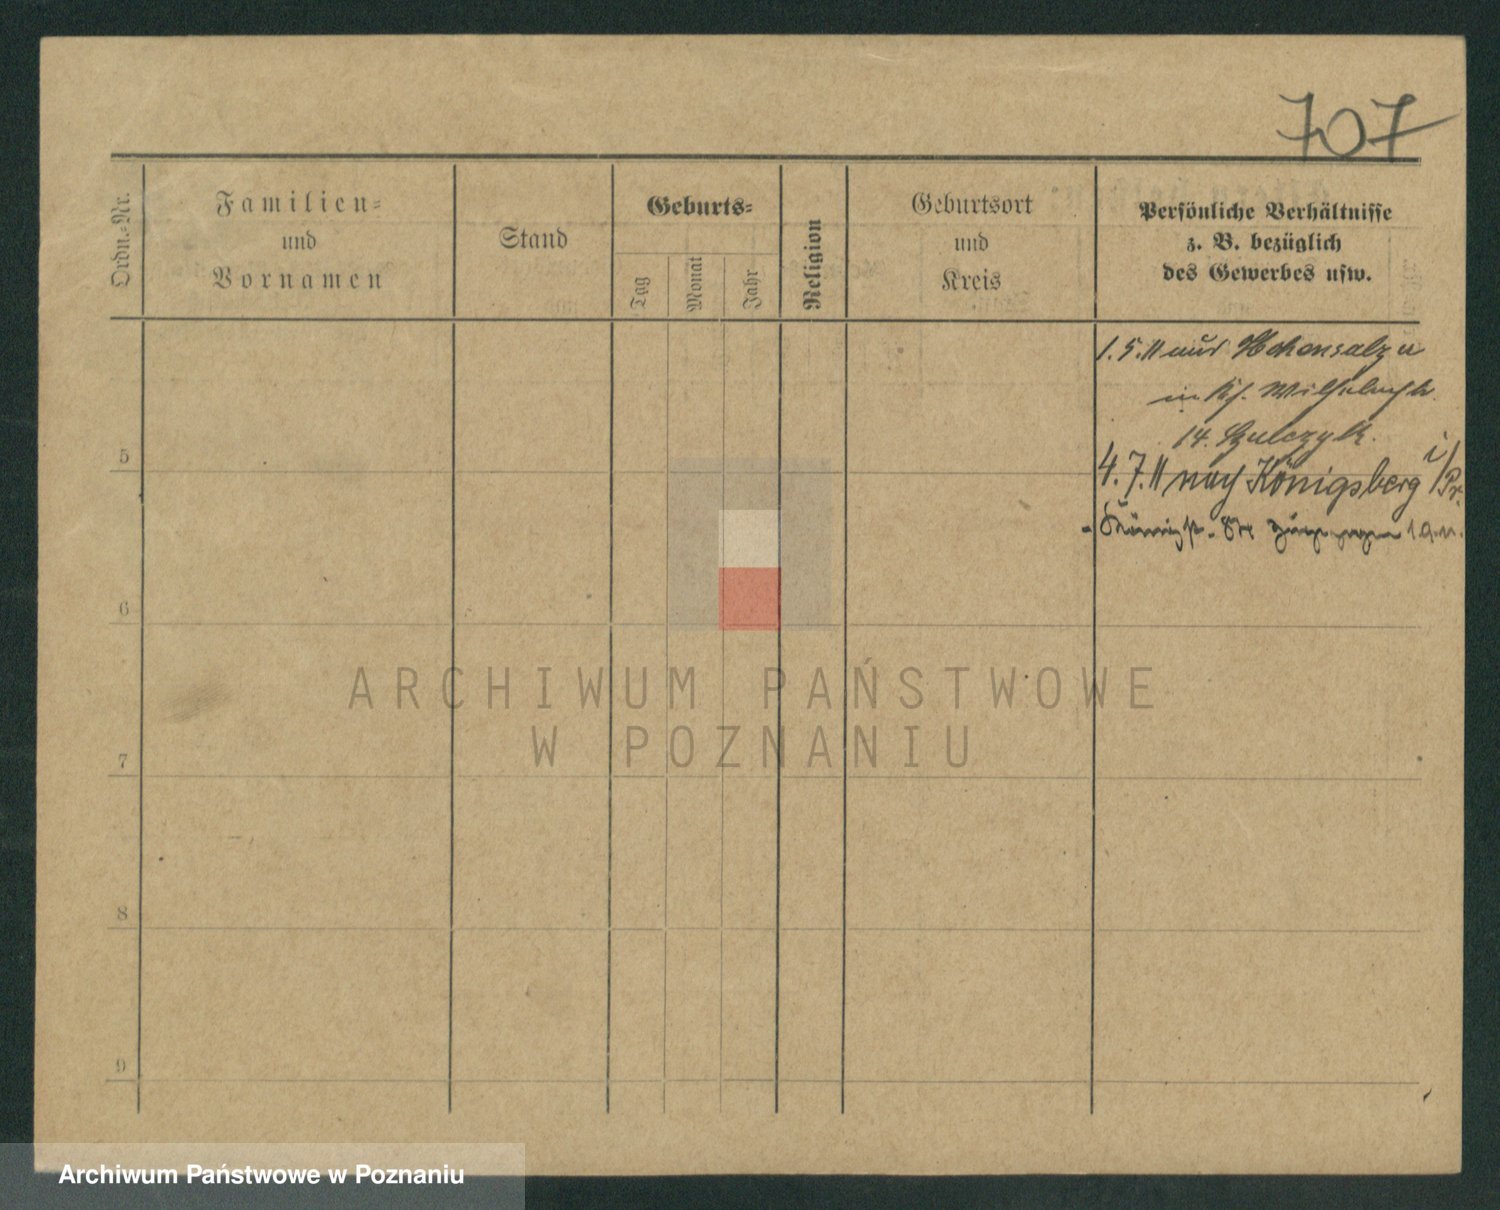 707
Ordn.-Nr.
Familien-
und
Vornamen
Stand
Geburts-
Tag
Monat
Jahr
Religion
Geburtsort
und
Kreis
Persönliche Verhältnisse
z. B. bezüglich
des Gewerbes usw.
1.5.11 aus Hohensalza
in
14. Szulczyk.
5
4.7.11 nach Königsberg i/Pr.
6
7
8
9
ARCHIWUM PAŃSTWOWE
W POZNANIU
Archiwum Państwowe w Poznaniu